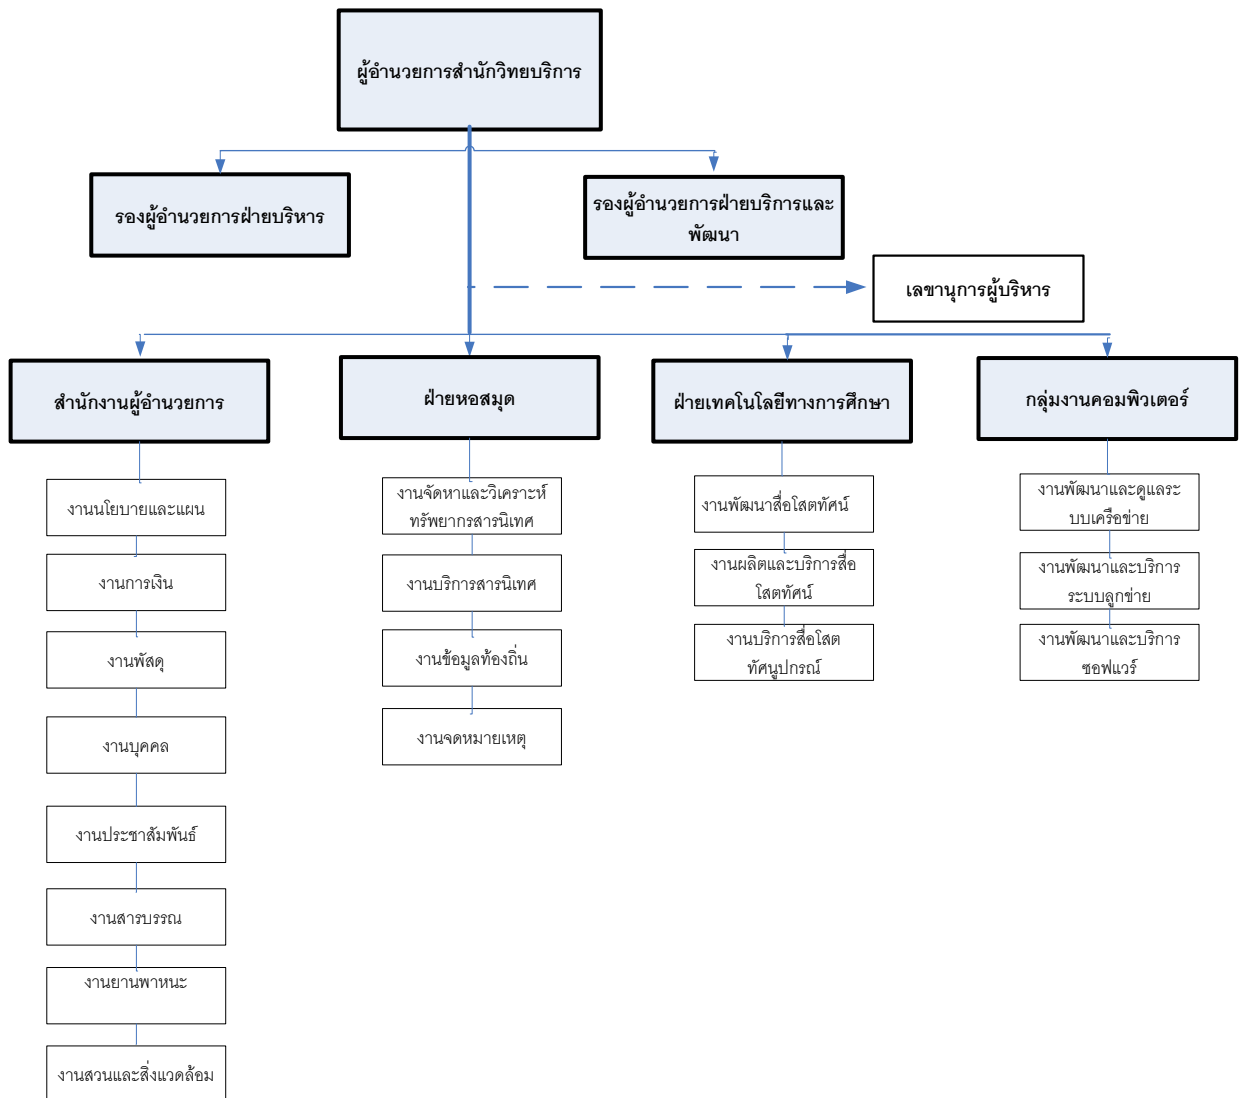 ผู้อำนวยการสำนักวิทยบริการ
รองผู้อำนวยการฝ่ายบริหาร
รองผู้อำนวยการฝ่ายบริการและ
พัฒนา
เลขานุการผู้บริหาร
สำนักงานผู้อำนวยการ
ฝ่ายหอสมุด
ฝ่ายเทคโนโลยีทางการศึกษา
กลุ่มงานคอมพิวเตอร์
งานนโยบายและแผน
งานการเงิน
งานพัสดุ
งานบุคคล
งานประชาสัมพันธ์
งานสารบรรณ
งานยานพาหนะ
งานสวนและสิ่งแวดล้อม
งานจัดหาและวิเคราะห์
ทรัพยากรสารนิเทศ
งานบริการสารนิเทศ
งานข้อมูลท้องถิ่น
งานจดหมายเหตุ
งานพัฒนาสื่อโสตทัศน์
งานผลิตและบริการสื่อ
โสตทัศน์
งานบริการสื่อโสต
ทัศนูปกรณ์
งานพัฒนาและดูแลระ
บบเครือข่าย
งานพัฒนาและบริการ
ระบบลูกข่าย
งานพัฒนาและบริการ
ซอฟแวร์